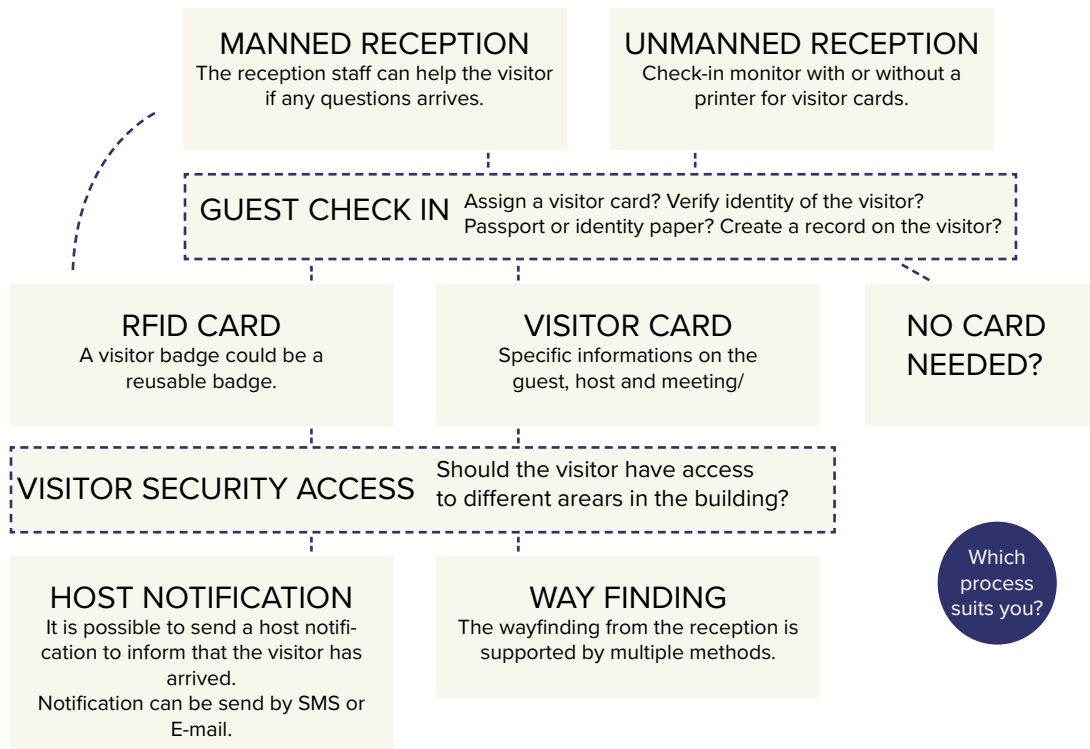 MANNED RECEPTION
The reception staff can help the visitor
if any questions arrives.
UNMANNED RECEPTION
Check-in monitor with or without a
printer for visitor cards.
GUEST CHECK IN
Assign a visitor card? Verify identity of the visitor?
Passport or identity paper? Create a record on the visitor?
RFID CARD
A visitor badge could be a
reusable badge.
VISITOR CARD
Specific informations on the
guest, host and meeting/
NO CARD
NEEDED?
VISITOR SECURITY ACCESS
Should the visitor have access
to different arears in the building?
HOST NOTIFICATION
It is possible to send a host notifi-
cation to inform that the visitor has
arrived.
Notification can be send by SMS or
E-mail.
WAY FINDING
The wayfinding from the reception is
supported by multiple methods.
Which
process
suits you?